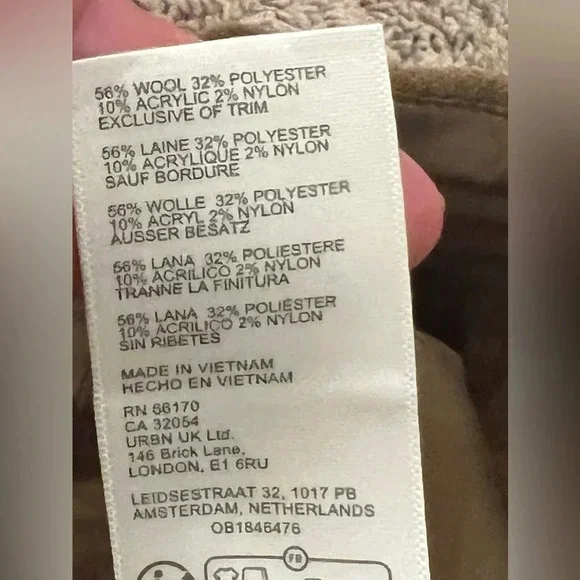 56% WOOL 32% POLYESTER
10% ACRYLIC 2% NYLON
EXCLUSIVE OF TRIM
56% LAINE 32% POLYESTER
10% ACRYLIQUE 2% NYLON
SAUF BORDURE
56% WOLLE 32% POLYESTER
10% ACRYL 2% NYLON
AUSSER BESATZ
56% LANA 32% POLIESTERE
10% ACRILICO 2% NYLON
TRANNE LA FINITURA
56% LANA 32% POLIÉSTER
10% ACRILICO 2% NYLON
SIN RIBETES
MADE IN VIETNAM
HECHO EN VIETNAM
RN 66170
CA 32054
URBN UK Ltd.
146 Brick Lane,
LONDON, E1 6RU
LEIDSESTRAAT 32, 1017 PB
AMSTERDAM, NETHERLANDS
OB1846476
FR